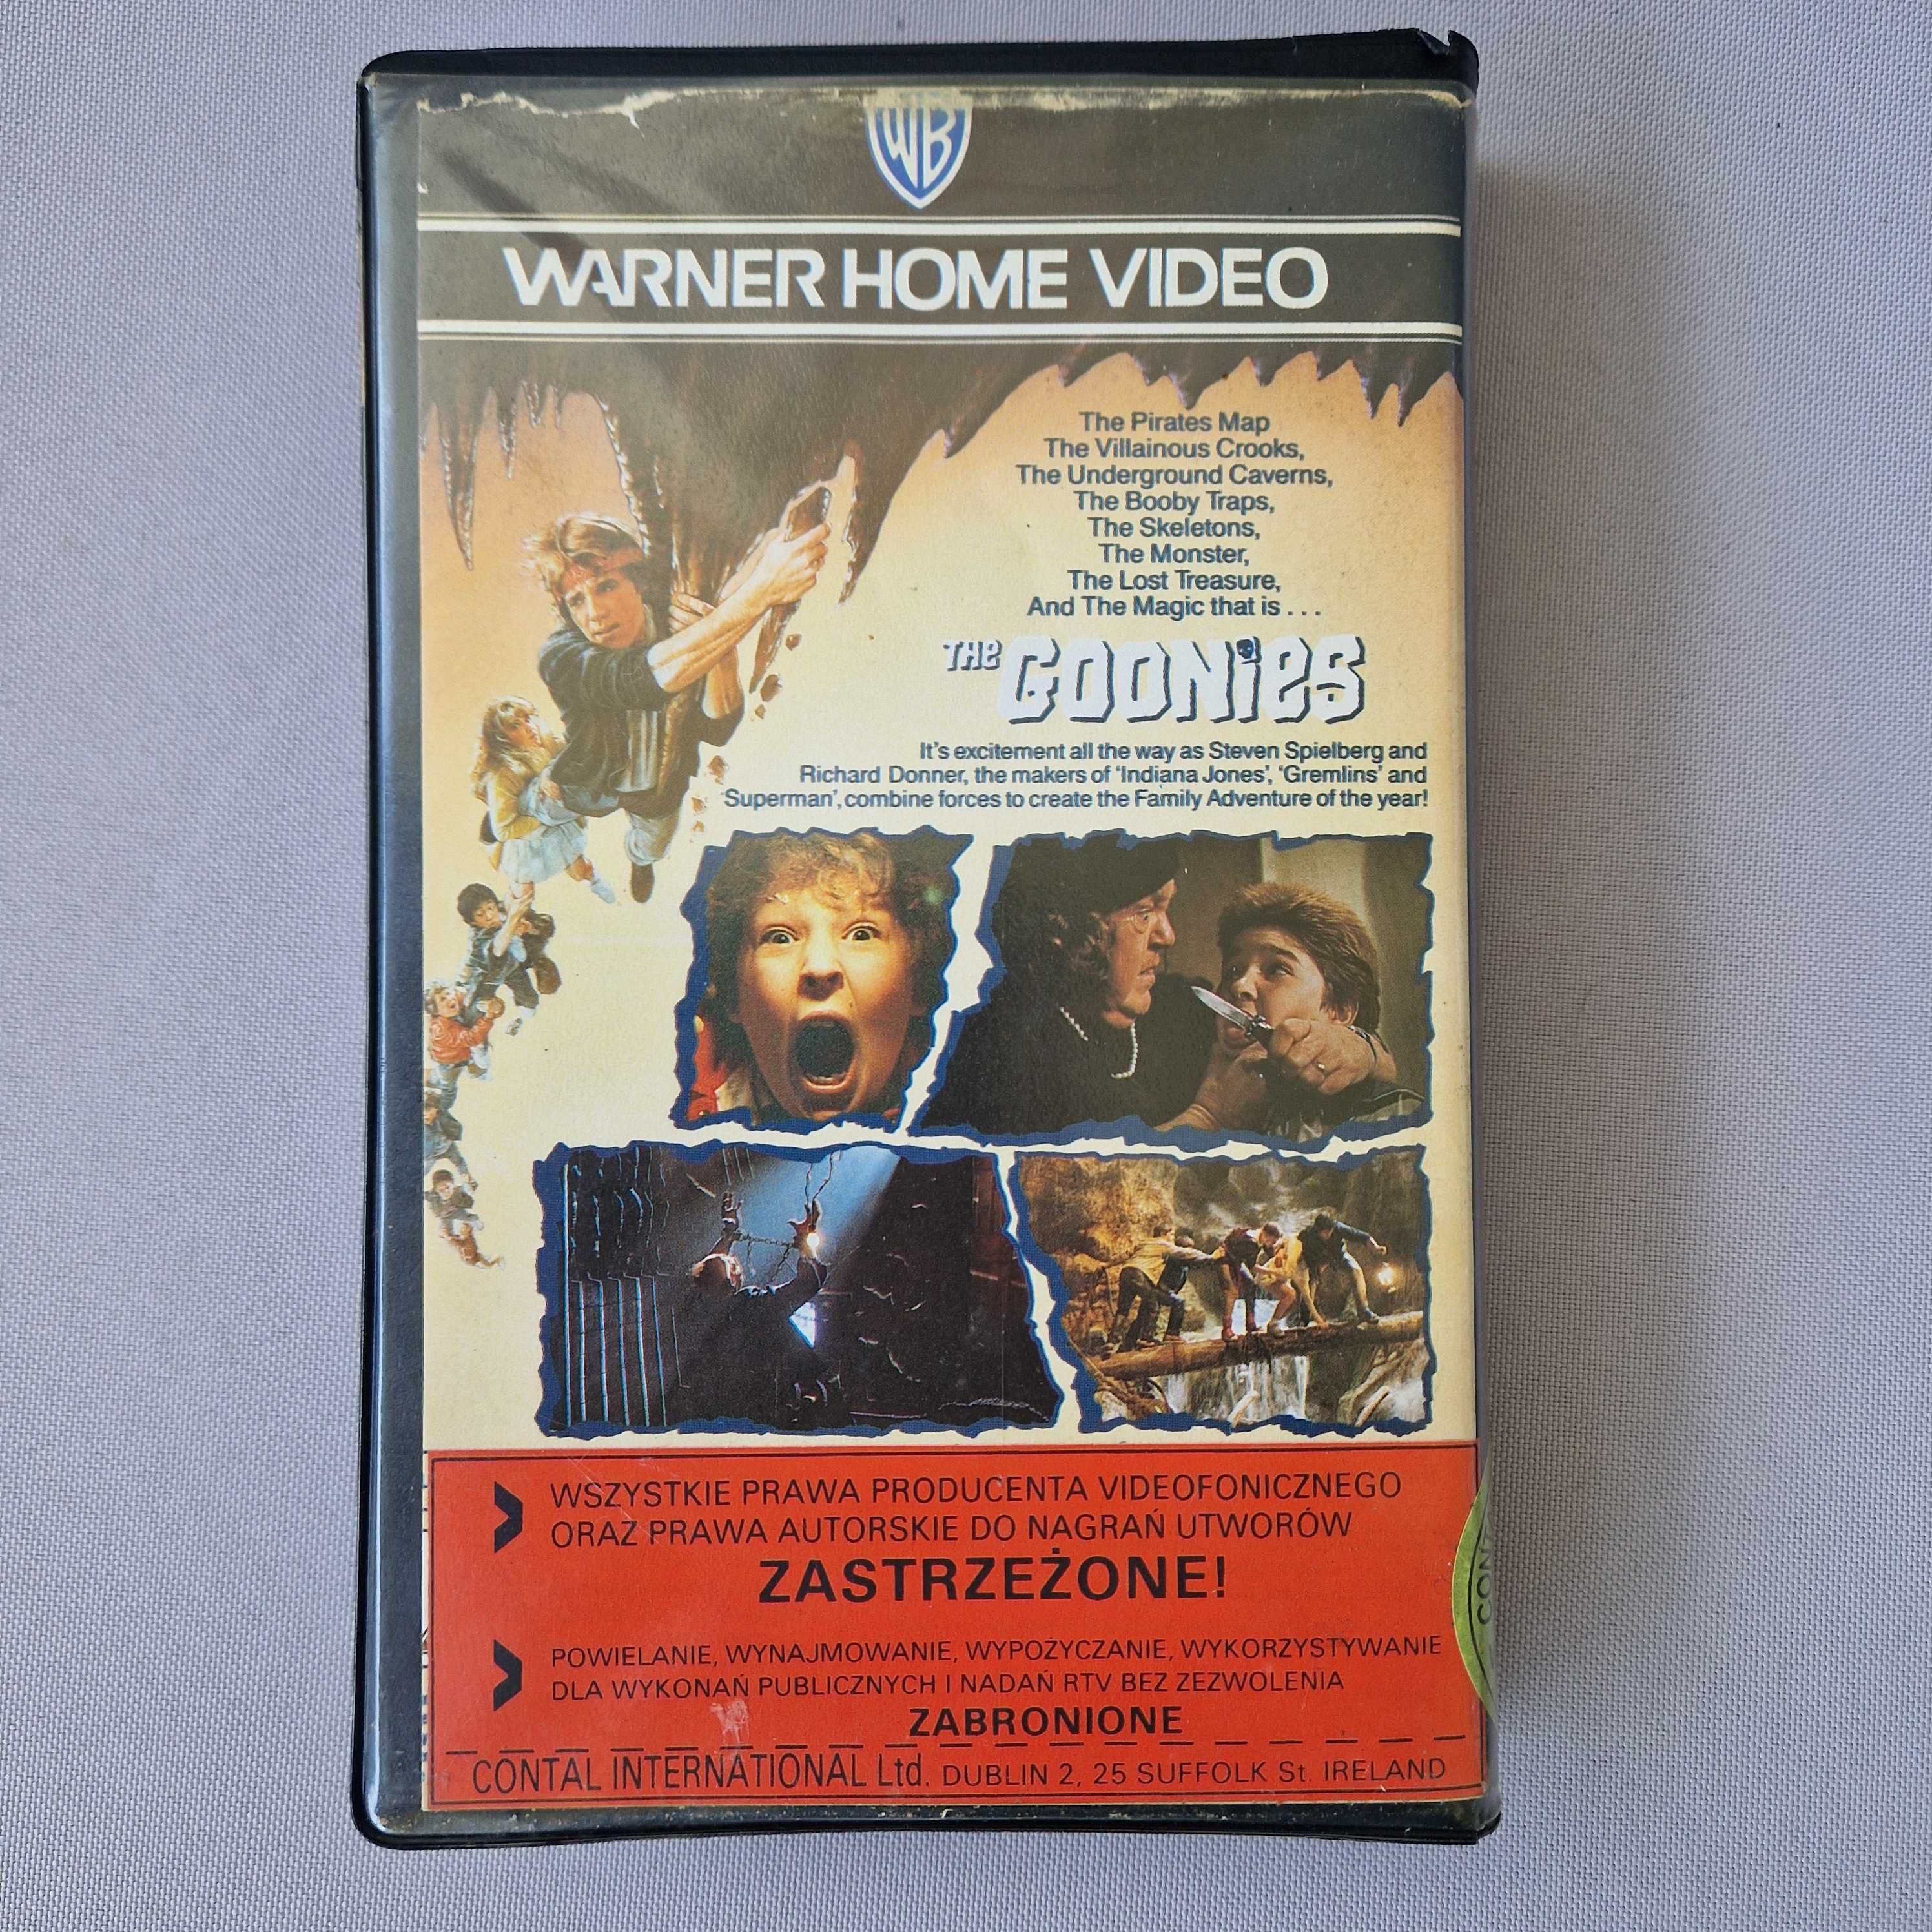 WB
WARNER HOME VIDEO
The Pirates Map
The Villainous Crooks,
The Underground Caverns,
The Booby Traps,
The Skeletons,
The Monster,
The Lost Treasure,
And The Magic that is . . .
THE GOONiES
It's excitement all the way as Steven Spielberg and
Richard Donner, the makers of 'Indiana Jones', 'Gremlins' and
'Superman', combine forces to create the Family Adventure of the year!
WSZYSTKIE PRAWA PRODUCENTA VIDEOFONICZNEGO
ORAZ PRAWA AUTORSKIE DO NAGRAŃ UTWORÓW
ZASTRZEŻONE!
POWIELANIE, WYNAJMOWANIE, WYPOŻYCZANIE, WYKORZYSTYWANIE
DLA WYKONAŃ PUBLICZNYCH I NADAŃ RTV BEZ ZEZWOLENIA
ZABRONIONE
CONTAL INTERNATIONAL Ltd. DUBLIN 2, 25 SUFFOLK St. IRELAND